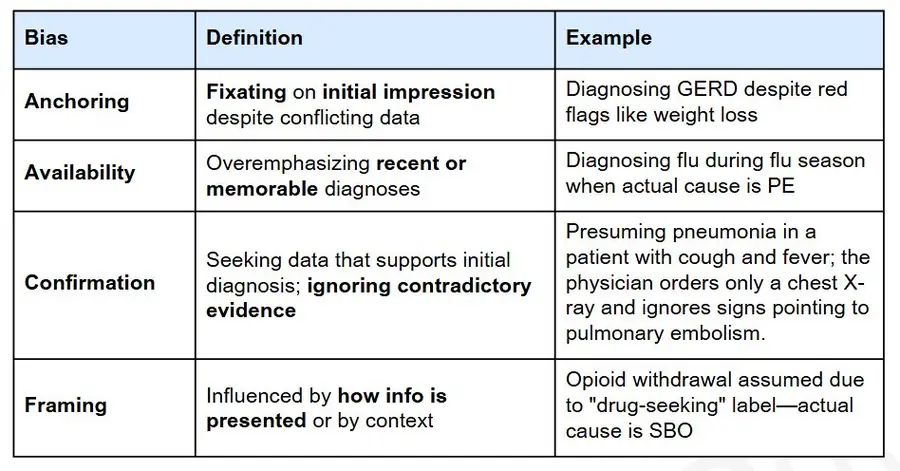 Bias Definition Example
Anchoring
Fixating on initial impression
despite conflicting data
Diagnosing GERD despite red
flags like weight loss
Availability
Overemphasizing recent or
memorable diagnoses
Diagnosing flu during flu season
when actual cause is PE
Confirmation
Seeking data that supports initial
diagnosis; ignoring contradictory
evidence
Presuming pneumonia in a
patient with cough and fever; the
physician orders only a chest X-
ray and ignores signs pointing to
pulmonary embolism.
Framing
Influenced by how info is
presented or by context
Opioid withdrawal assumed due
to "drug-seeking" label—actual
cause is SBO